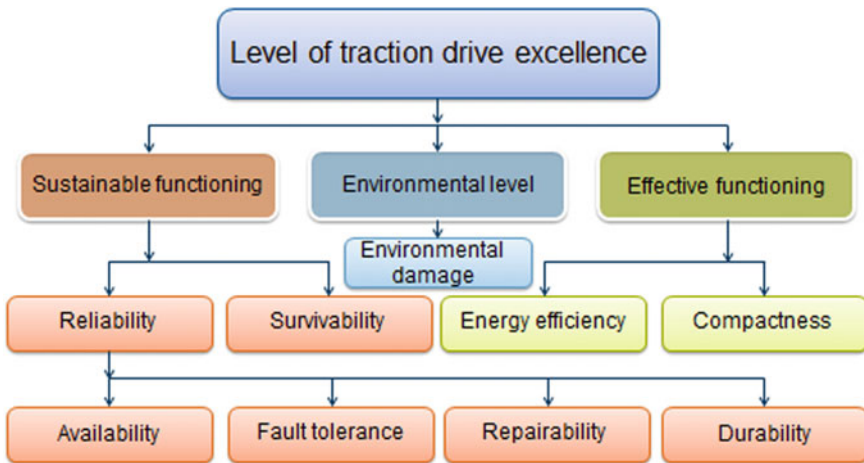 Level of traction drive excellence
Sustainable functioning
Environmental level
Effective functioning
Environmental
damage
Reliability
Survivability
Energy efficiency
Compactness
Availability
Fault tolerance
Repairability
Durability